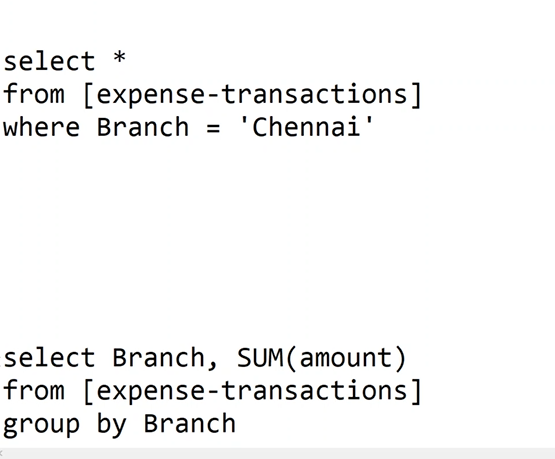 select *
from [expense-transactions]
where Branch = 'Chennai'
select Branch, SUM(amount)
from [expense-transactions]
group by Branch